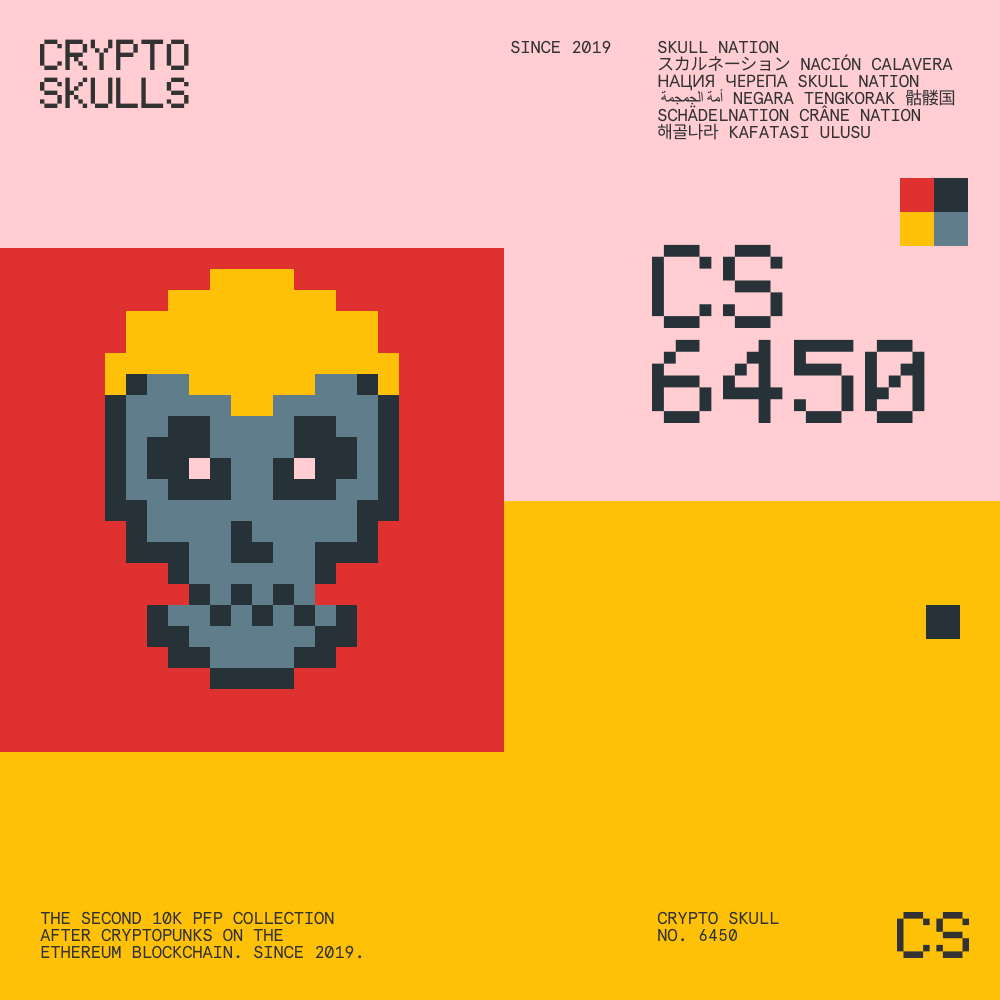 CRYPTO
SKULLS
SINCE 2019
SKULL NATION
スカルネーション NACIÓN CALAVERA
НАЦИЯ ЧЕРЕПА SKULL NATION
أمة الجمجمة NEGARA TENGKORAK 骷髅国
SCHÄDELNATION CRÂNE NATION
해골나라 KAFATASI ULUSU
CS
6450
THE SECOND 10K PFP COLLECTION
AFTER CRYPTOPUNKS ON THE
ETHEREUM BLOCKCHAIN. SINCE 2019.
CRYPTO SKULL
NO. 6450
CS